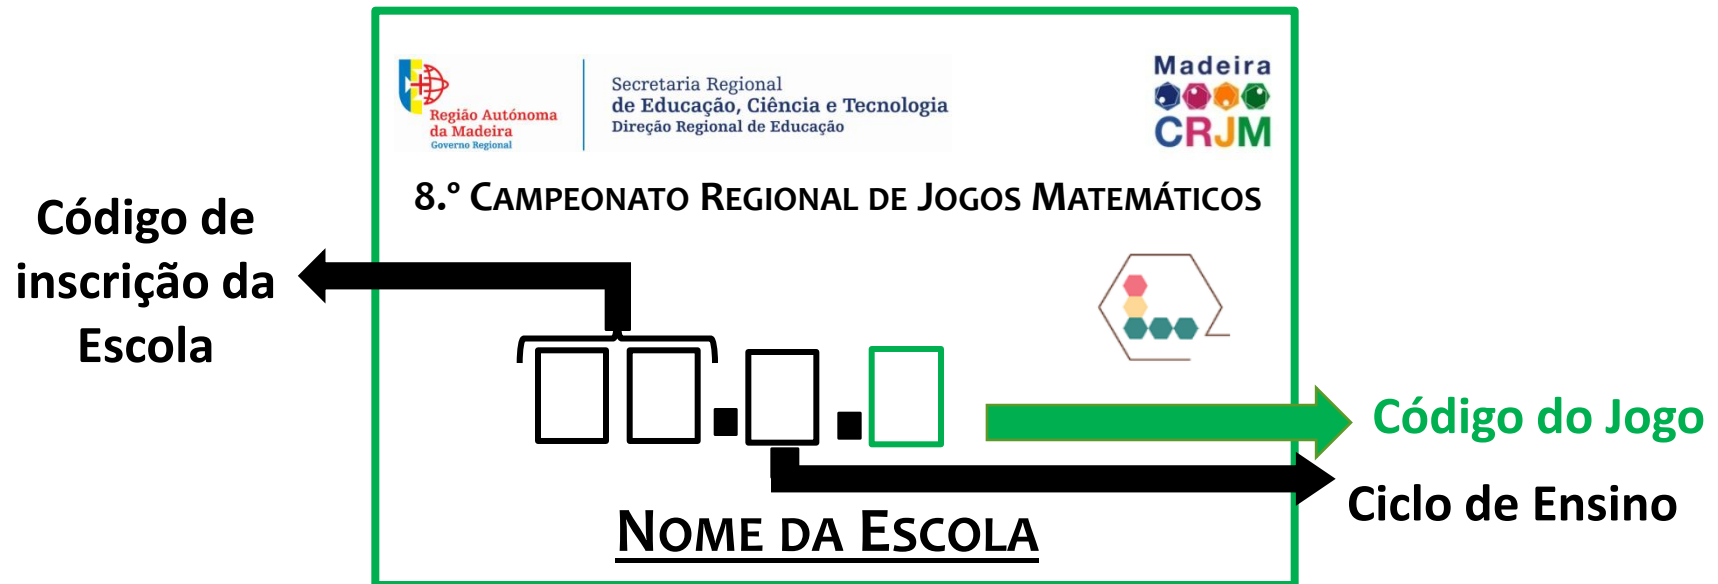 Região Autónoma
da Madeira
Governo Regional
Secretaria Regional
de Educação, Ciência e Tecnologia
Direção Regional de Educação
Madeira
CRJM
8.º CAMPEONATO REGIONAL DE JOGOS MATEMÁTICOS
Código de
inscrição da
Escola
Código do Jogo
Ciclo de Ensino
NOME DA ESCOLA